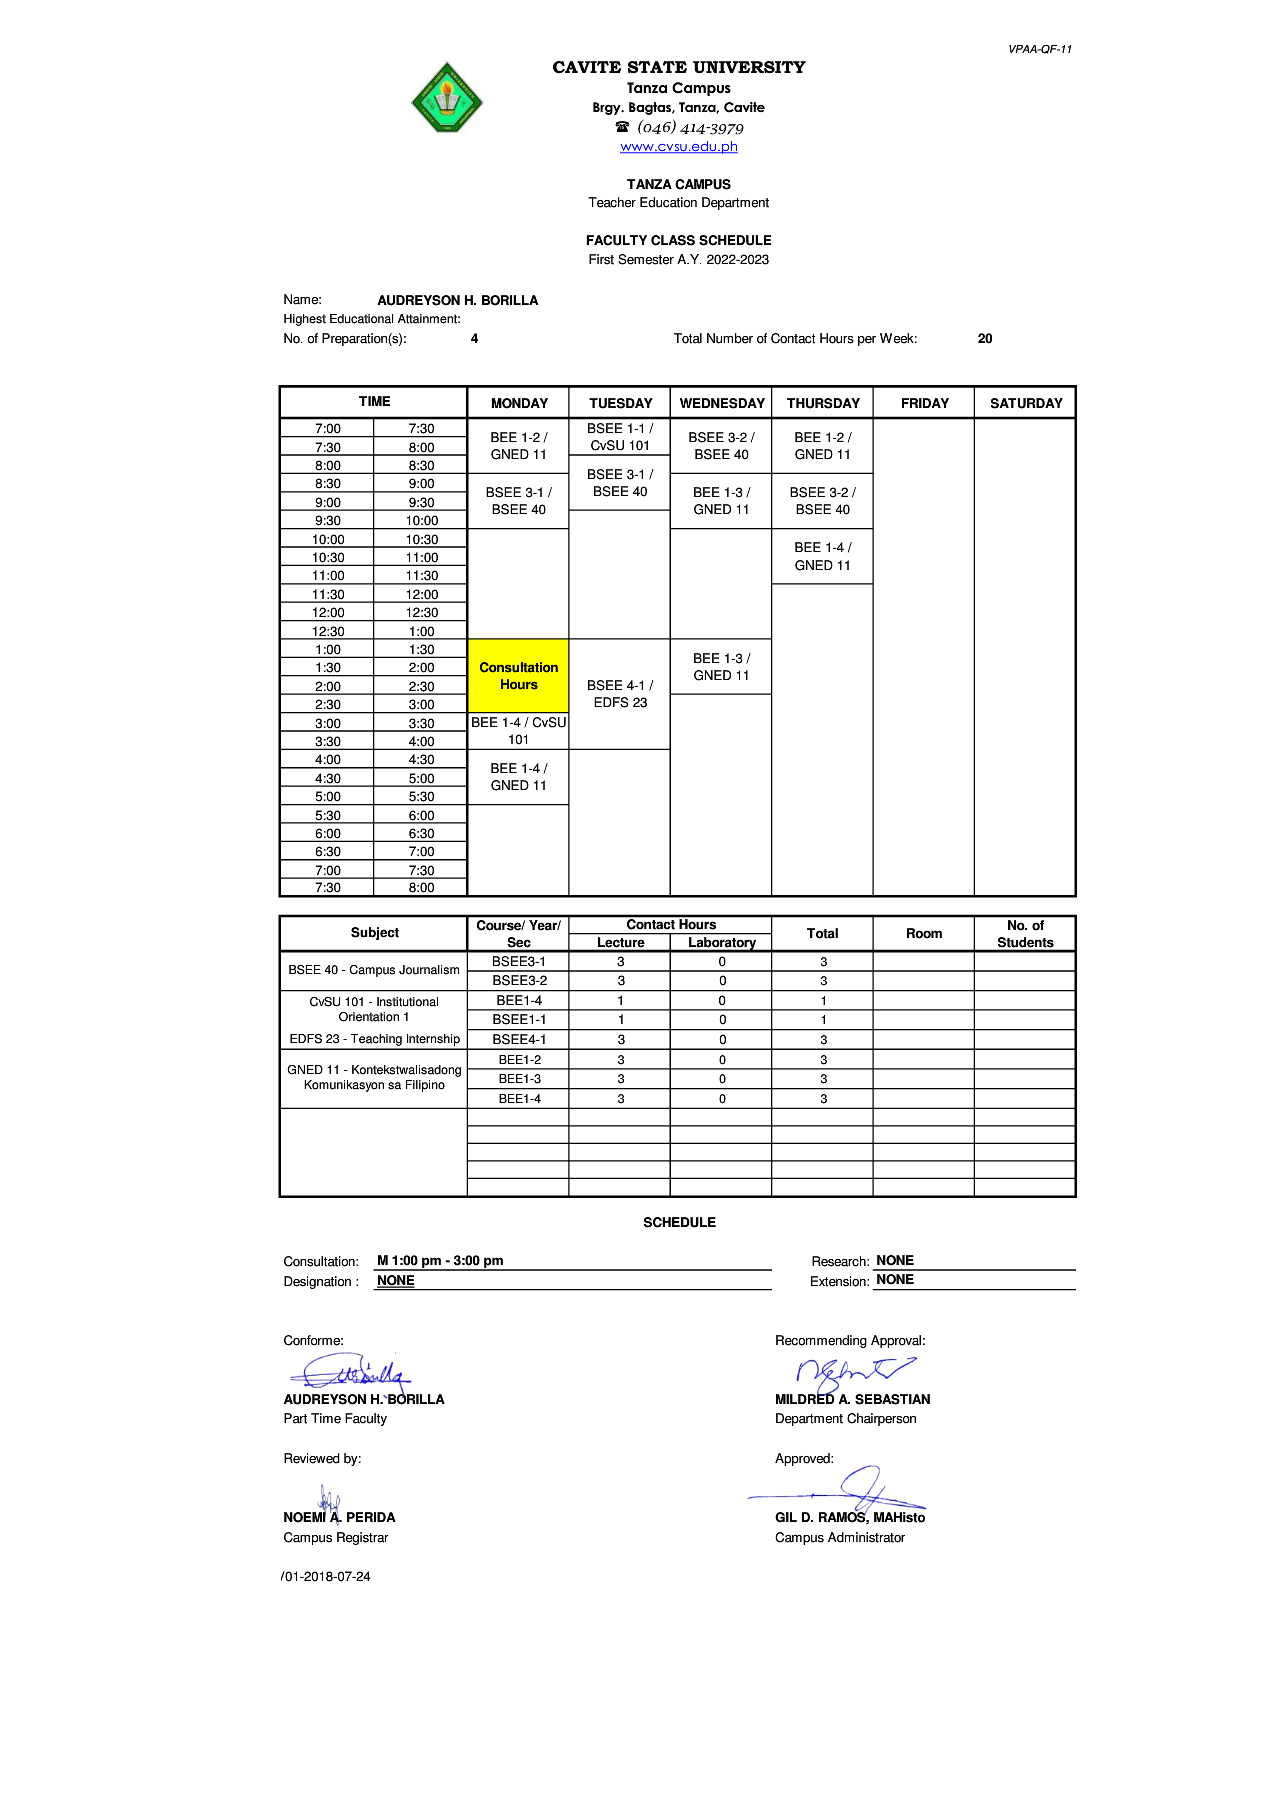 VPAA-QF-11
CAVITE STATE UNIVERSITY
Tanza Campus
Brgy. Bagtas, Tanza, Cavite
☎ (046) 414-3979
www.cvsu.edu.ph
TANZA CAMPUS
Teacher Education Department
FACULTY CLASS SCHEDULE
First Semester A.Y. 2022-2023
Name: AUDREYSON H. BORILLA
Highest Educational Attainment:
No. of Preparation(s): 4 Total Number of Contact Hours per Week: 20
TIME MONDAY TUESDAY WEDNESDAY THURSDAY FRIDAY SATURDAY
7:00 7:30
7:30 8:00
8:00 8:30
8:30 9:00
9:00 9:30
9:30 10:00
10:00 10:30
10:30 11:00
11:00 11:30
11:30 12:00
12:00 12:30
12:30 1:00
1:00 1:30
1:30 2:00
2:00 2:30
2:30 3:00
3:00 3:30
3:30 4:00
4:00 4:30
4:30 5:00
5:00 5:30
5:30 6:00
6:00 6:30
6:30 7:00
7:00 7:30
7:30 8:00
BEE 1-2 /
GNED 11
BSEE 3-1 /
BSEE 40
Consultation
Hours
BEE 1-4 / CvSU
101
BEE 1-4 /
GNED 11
BSEE 1-1 /
CvSU 101
BSEE 3-1 /
BSEE 40
BSEE 4-1 /
EDFS 23
BSEE 3-2 /
BSEE 40
BEE 1-3 /
GNED 11
BEE 1-3 /
GNED 11
BEE 1-2 /
GNED 11
BSEE 3-2 /
BSEE 40
BEE 1-4 /
GNED 11
Subject Course/ Year/ Sec Contact Hours Total Room No. of Students
Lecture Laboratory
BSEE 40 - Campus Journalism
BSEE3-1 3 0 3
BSEE3-2 3 0 3
CvSU 101 - Institutional
Orientation 1
BEE1-4 1 0 1
BSEE1-1 1 0 1
EDFS 23 - Teaching Internship BSEE4-1 3 0 3
GNED 11 - Kontekstwalisadong
Komunikasyon sa Filipino
BEE1-2 3 0 3
BEE1-3 3 0 3
BEE1-4 3 0 3
SCHEDULE
Consultation: M 1:00 pm - 3:00 pm Research: NONE
Designation : NONE Extension: NONE
Conforme: Recommending Approval:
AUDREYSON H. BORILLA MILDRED A. SEBASTIAN
Part Time Faculty Department Chairperson
Reviewed by: Approved:
NOEMI A. PERIDA GIL D. RAMOS, MAHisto
Campus Registrar Campus Administrator
/01-2018-07-24